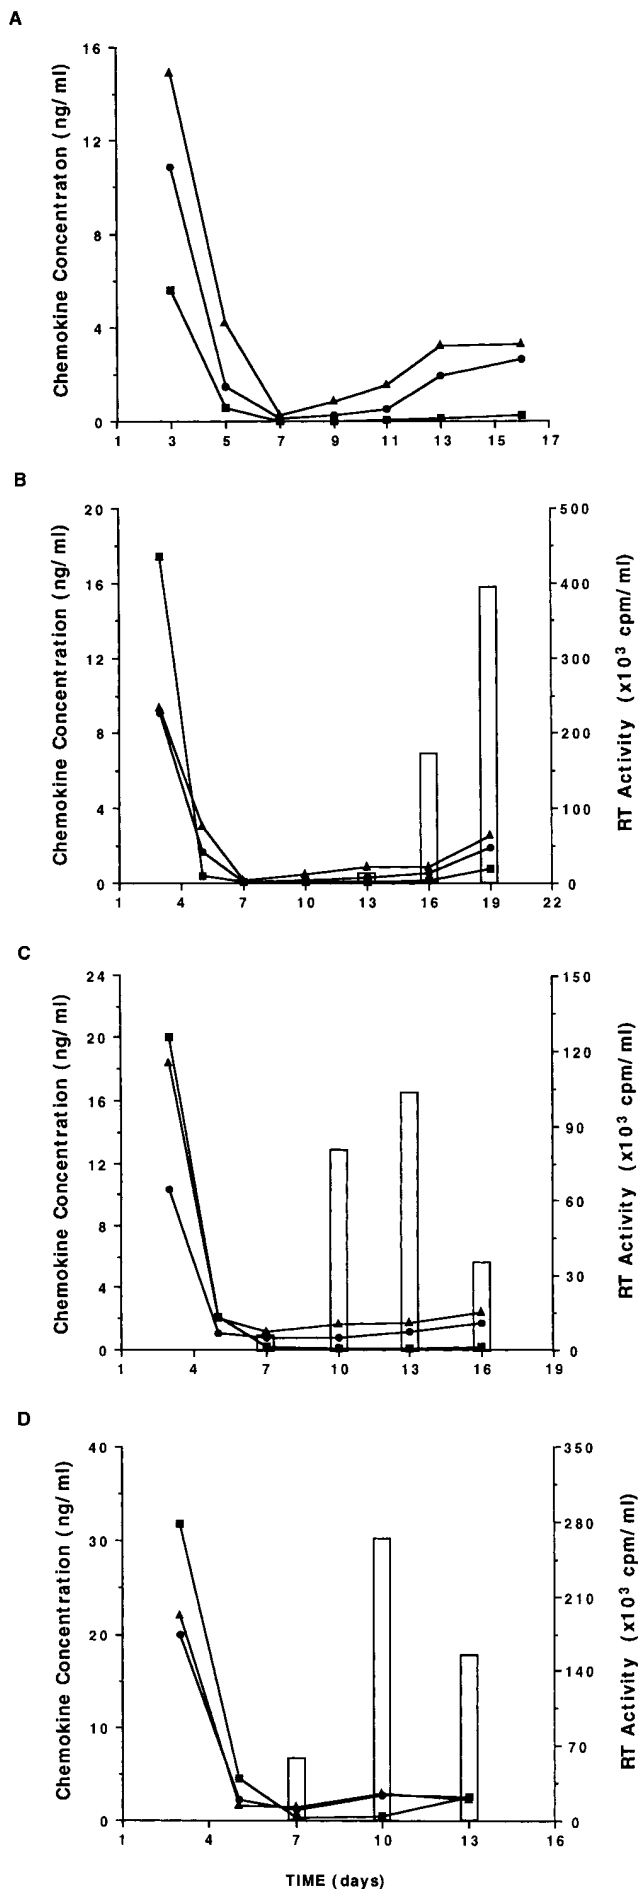 A
Chemokine Concentraton (ng/ml)
16
12
8
4
0
1 3 5 7 9 11 13 15 17
B
Chemokine Concentration (ng/ml)
20
16
12
8
4
0
500
400
300
200
100
0
RT Activity (x10³ cpm/ml)
1 4 7 10 13 16 19 22
C
Chemokine Concentration (ng/ml)
24
20
16
12
8
4
0
150
120
90
60
30
0
RT Activity (x10³ cpm/ml)
1 4 7 10 13 16 19
D
Chemokine Concentration (ng/ml)
40
30
20
10
0
350
280
210
140
70
0
RT Activity (x10³ cpm/ml)
1 4 7 10 13 16
TIME (days)